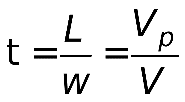 t = L/w = V_p/V